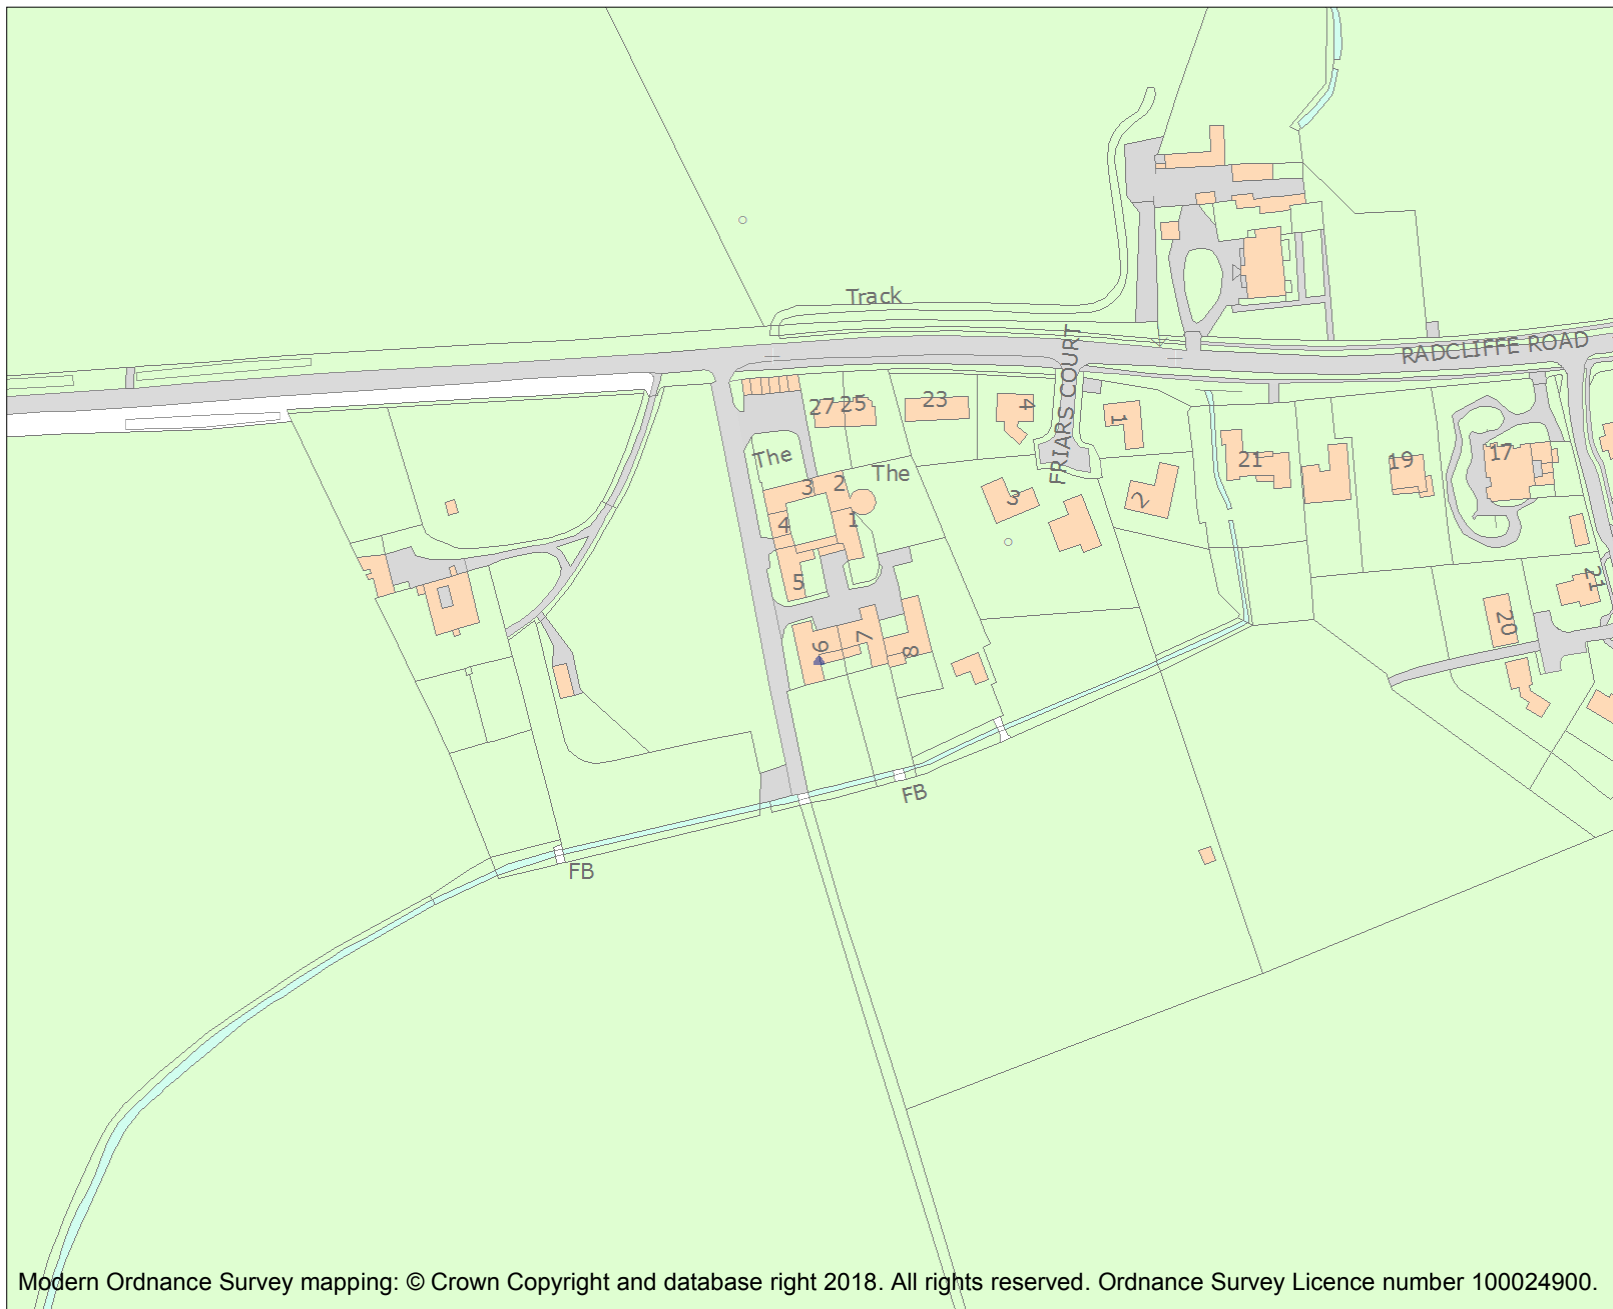 Track
FRIARS COURT
RADCLIFFE ROAD
27
25
23
4
1
The
The
3
2
4
1
5
3
2
21
19
17
6
7
8
21
20
FB
FB
Modern Ordnance Survey mapping: © Crown Copyright and database right 2018. All rights reserved. Ordnance Survey Licence number 100024900.